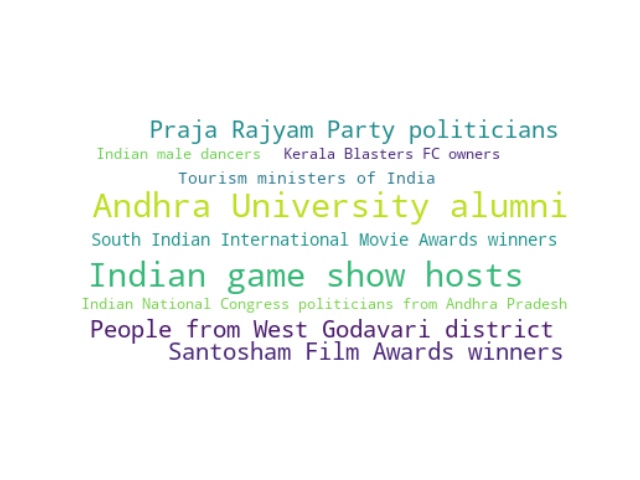 Praja Rajyam Party politicians
Indian male dancers Kerala Blasters FC owners
Tourism ministers of India
Andhra University alumni
South Indian International Movie Awards winners
Indian game show hosts
Indian National Congress politicians from Andhra Pradesh
People from West Godavari district
Santosham Film Awards winners